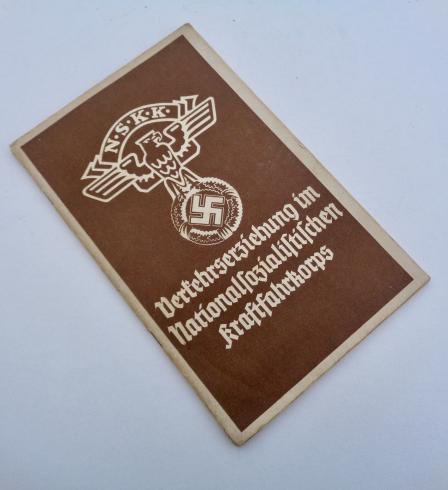 N·S·K·K·
Verkehrserziehung im
Nationalsozialistischen
Kraftfahrkorps